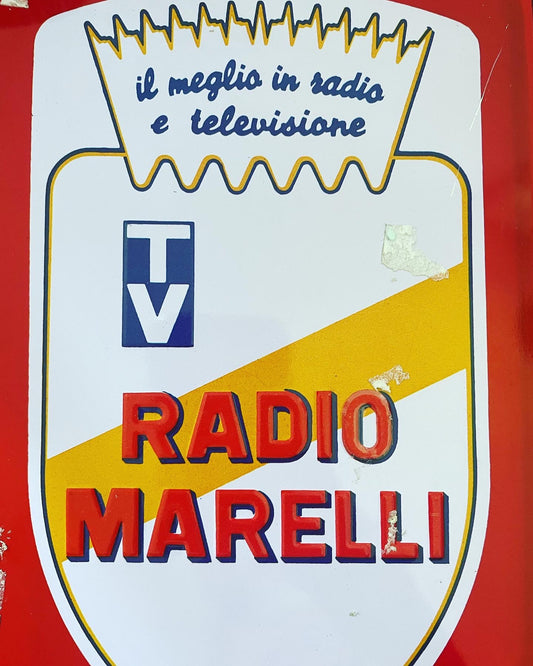 il meglio in radio
e televisione
TV
RADIO
MARELLI